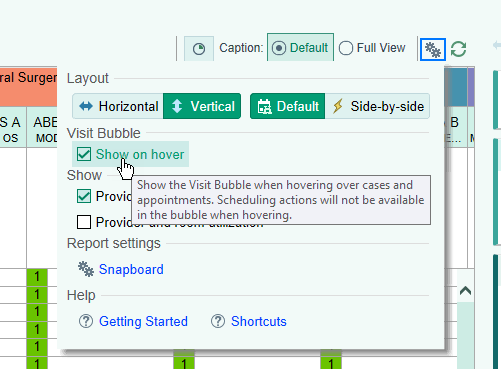 Caption: Default Full View
ral Surger
Layout
Horizontal Vertical Default Side-by-side
S A
OS
ABE
MOD
B
E...
Visit Bubble
Show on hover
Show
Provid
Show the Visit Bubble when hovering over cases and
appointments. Scheduling actions will not be available
in the bubble when hovering.
Provider and room utilization
Report settings
Snapboard
1
Help
1
Getting Started Shortcuts
1
1
1
1
1
1